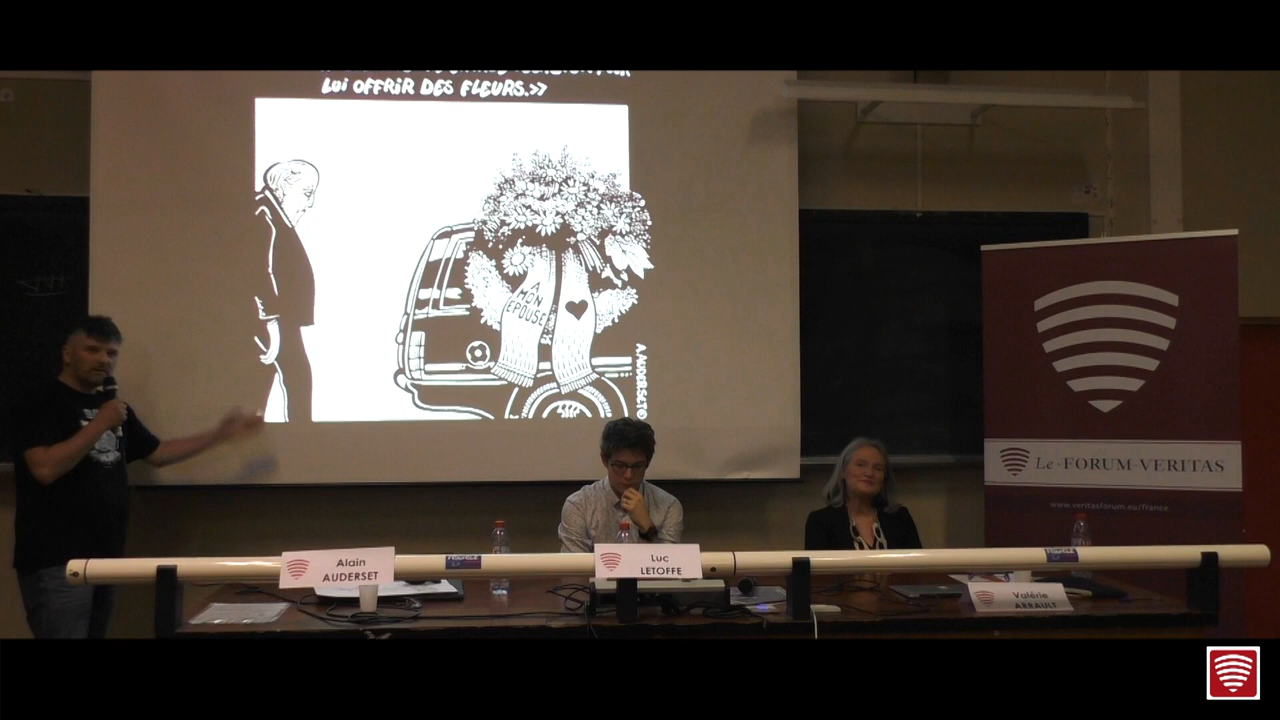 LUI OFFRIR DES FLEURS.>>
A
MON
EPOUSE
A.AUDERSET©
Le·FORUM·VERITAS
www.veritasforum.eu/france
Alain
AUDERSET
Luc
LETOFFE
Valérie
ARRAULT